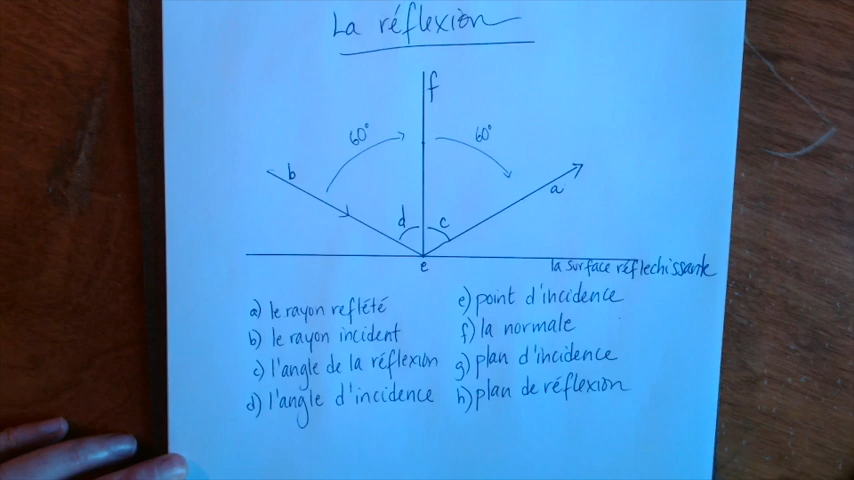 La réflexion
f
60° 60°
b
a
d c
e
la surface réflechissante
a) le rayon reflété
b) le rayon incident
c) l'angle de la réflexion
d) l'angle d'incidence
e) point d'incidence
f) la normale
g) plan d'incidence
h) plan de réflexion